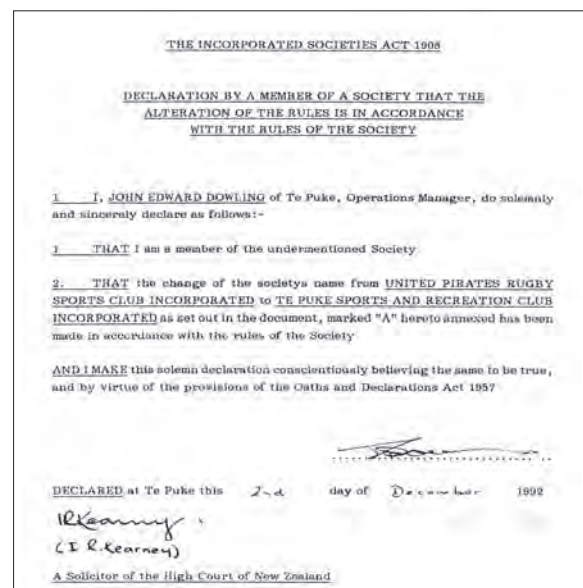 THE INCORPORATED SOCIETIES ACT 1908
DECLARATION BY A MEMBER OF A SOCIETY THAT THE
ALTERATION OF THE RULES IS IN ACCORDANCE
WITH THE RULES OF THE SOCIETY
1 I, JOHN EDWARD DOWLING of Te Puke, Operations Manager, do solemnly
and sincerely declare as follows:-
1 THAT I am a member of the undermentioned Society
2. THAT the change of the societys name from UNITED PIRATES RUGBY
SPORTS CLUB INCORPORATED to TE PUKE SPORTS AND RECREATION CLUB
INCORPORATED as set out in the document, marked "A" hereto annexed has been
made in accordance with the rules of the Society
AND I MAKE this solemn declaration conscientiously believing the same to be true,
and by virtue of the provisions of the Oaths and Declarations Act 1957
DECLARED at Te Puke this 2nd day of December 1992
IRKearney
(I R. Kearney)
A Solicitor of the High Court of New Zealand